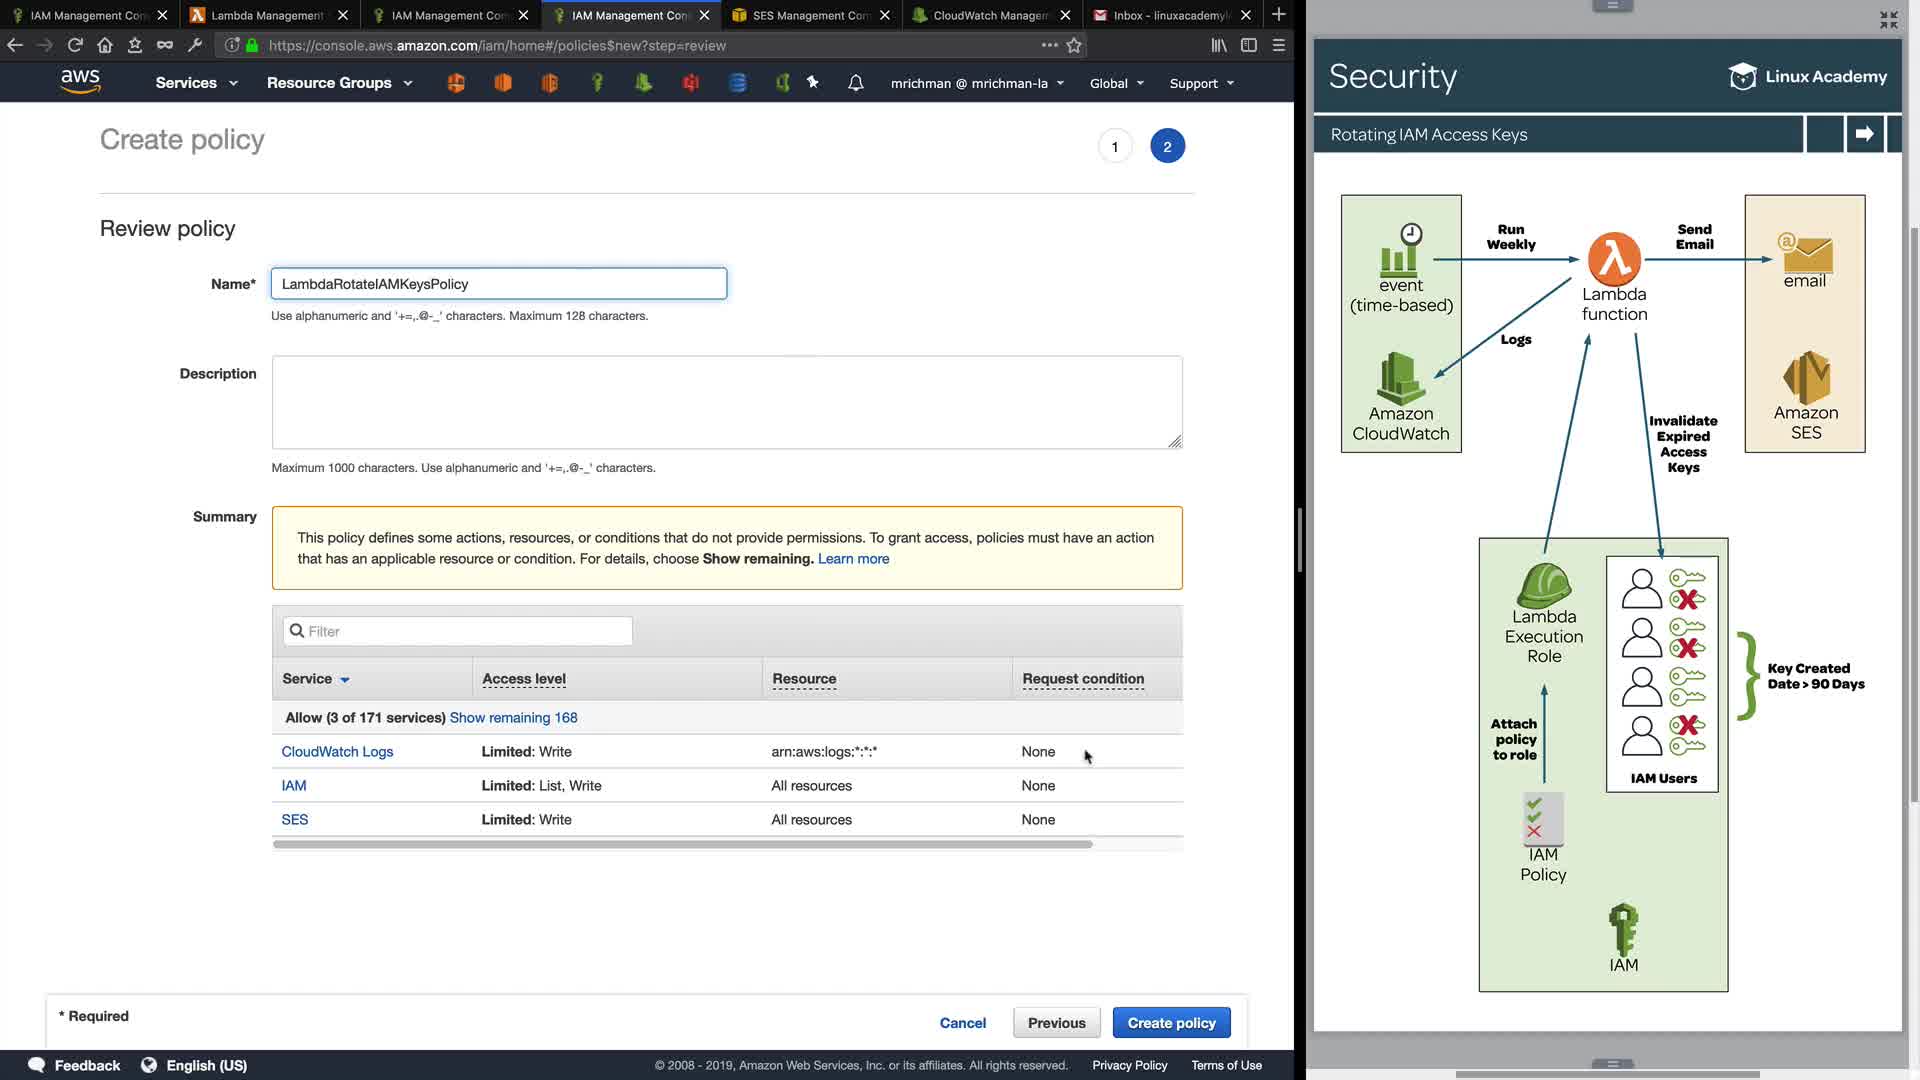 IAM Management Con
Lambda Management
IAM Management Con
IAM Management Con
SES Management Con
CloudWatch Managem
Inbox - linuxacademy
https://console.aws.amazon.com/iam/home#/policies$new?step=review
aws
Services
Resource Groups
mrichman @ mrichman-la
Global
Support
Create policy
1
2
Review policy
Name*
LambdaRotateIAMKeysPolicy
Use alphanumeric and '+=,.@-_' characters. Maximum 128 characters.
Description
Maximum 1000 characters. Use alphanumeric and '+=,.@-_' characters.
Summary
This policy defines some actions, resources, or conditions that do not provide permissions. To grant access, policies must have an action
that has an applicable resource or condition. For details, choose Show remaining. Learn more
Filter
Service
Access level
Resource
Request condition
Allow (3 of 171 services) Show remaining 168
CloudWatch Logs
Limited: Write
arn:aws:logs:*:*:*
None
IAM
Limited: List, Write
All resources
None
SES
Limited: Write
All resources
None
* Required
Cancel
Previous
Create policy
Feedback
English (US)
© 2008 - 2019, Amazon Web Services, Inc. or its affiliates. All rights reserved.
Privacy Policy
Terms of Use
Security
Linux Academy
Rotating IAM Access Keys
event
(time-based)
Run
Weekly
Lambda
function
Send
Email
email
Logs
Amazon
CloudWatch
Amazon
SES
Invalidate
Expired
Access
Keys
Lambda
Execution
Role
Attach
policy
to role
IAM Users
Key Created
Date > 90 Days
IAM
Policy
IAM